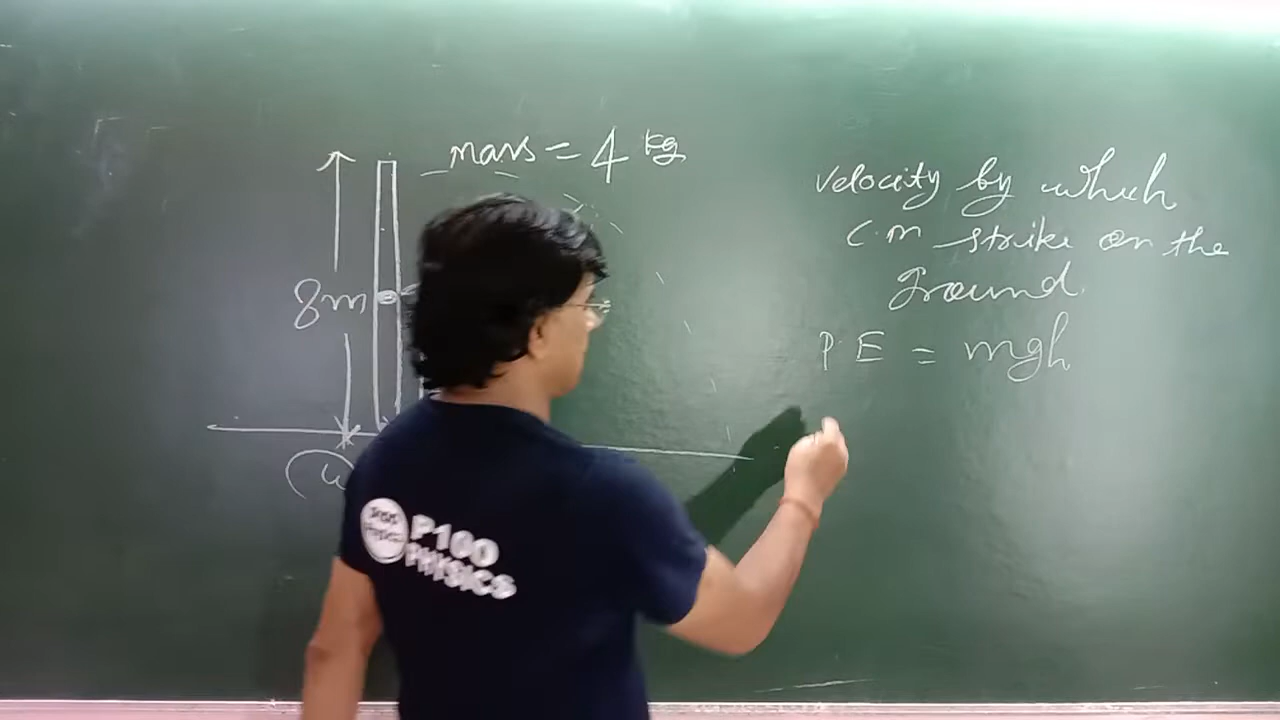 mass = 4 kg
8m
velocity by which
C.M strike on the
ground.
P.E = mgh
P100
PHYSICS